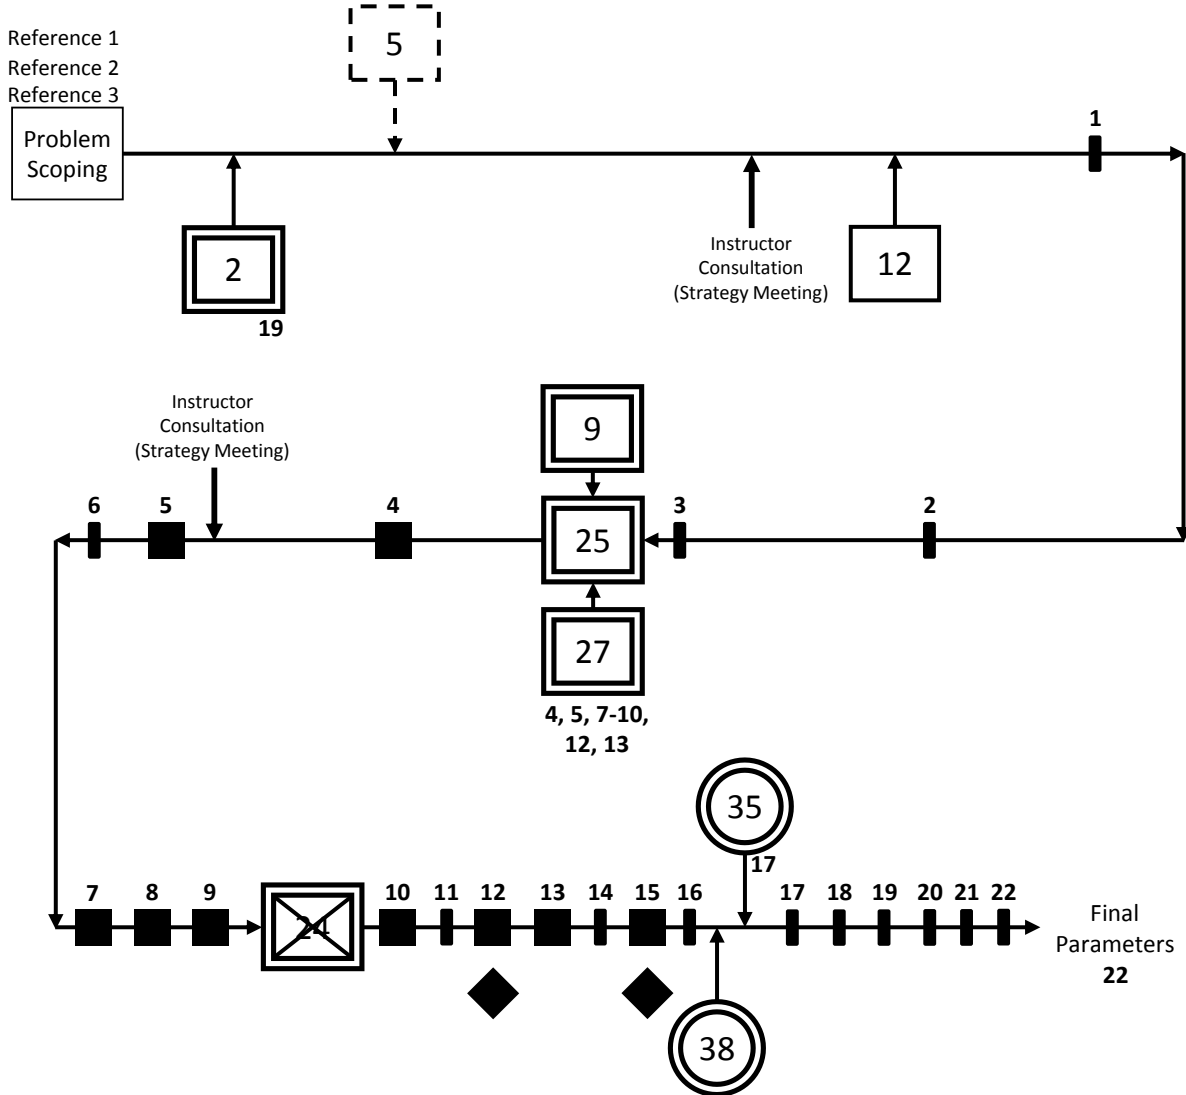 Reference 1
Reference 2
Reference 3
Problem
Scoping
5
1
2
19
Instructor
Consultation
(Strategy Meeting)
12
Instructor
Consultation
(Strategy Meeting)
9
6
5
4
25
3
2
27
4, 5, 7-10,
12, 13
35
17
7
8
9
24
10
11
12
13
14
15
16
17
18
19
20
21
22
Final
Parameters
22
38